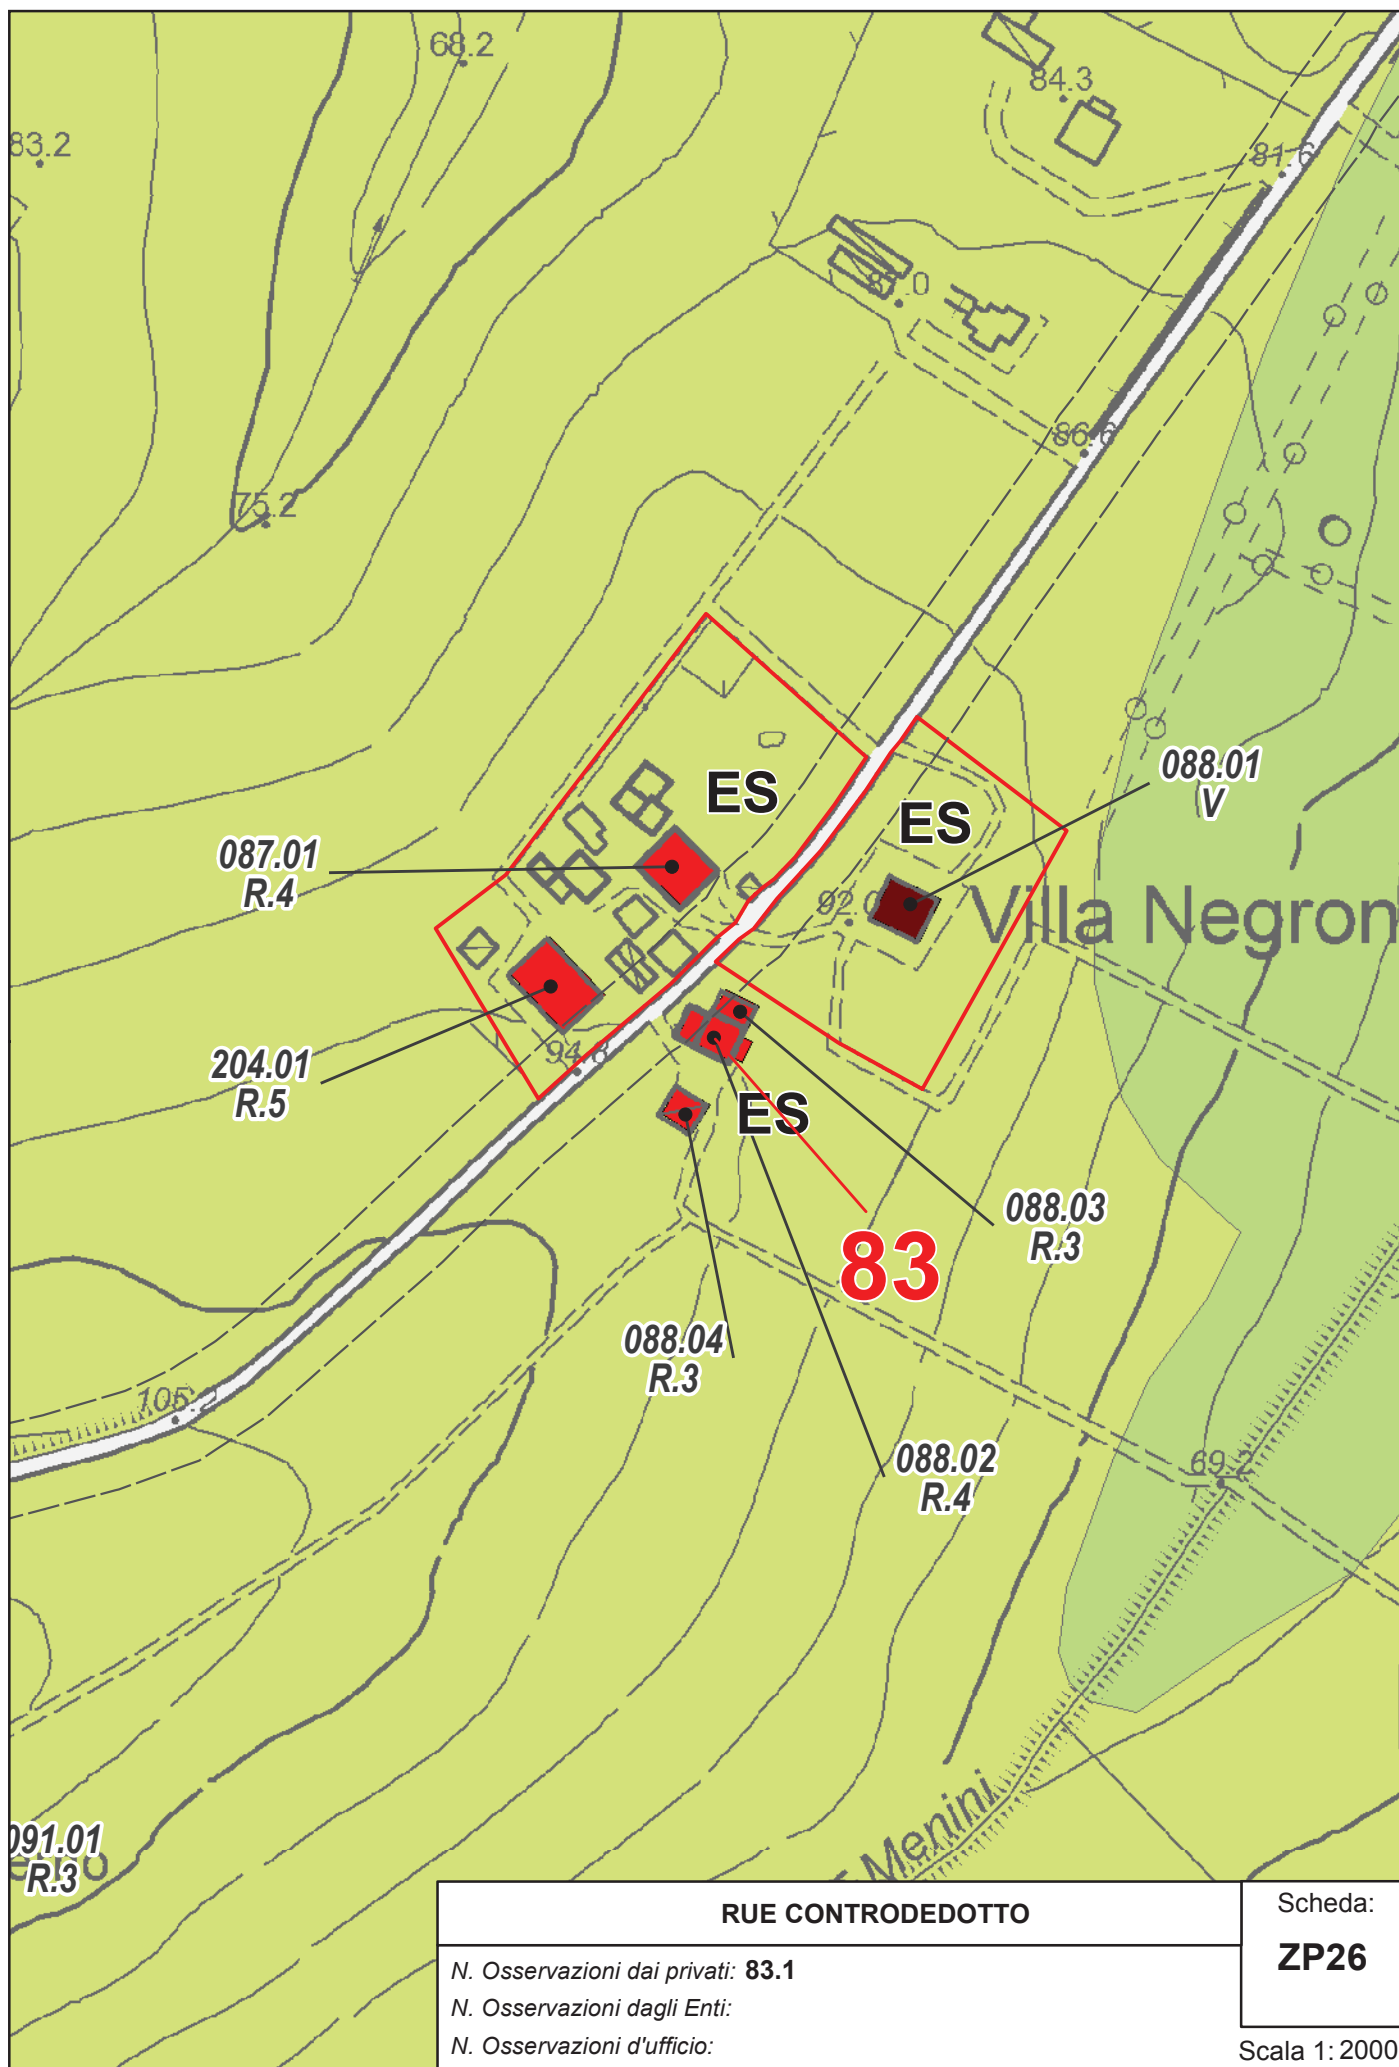 68.2
84.3
83.2
81.6
86.6
75.2
ES
088.01
V
ES
087.01
R.4
92.0
Villa Negron
204.01
R.5
94.8
ES
088.03
R.3
83
088.04
R.3
105.2
088.02
R.4
69.2
Menini
091.01
R.3
RUE CONTRODEDOTTO
Scheda:
ZP26
N. Osservazioni dai privati: 83.1
N. Osservazioni dagli Enti:
N. Osservazioni d'ufficio:
Scala 1: 2000